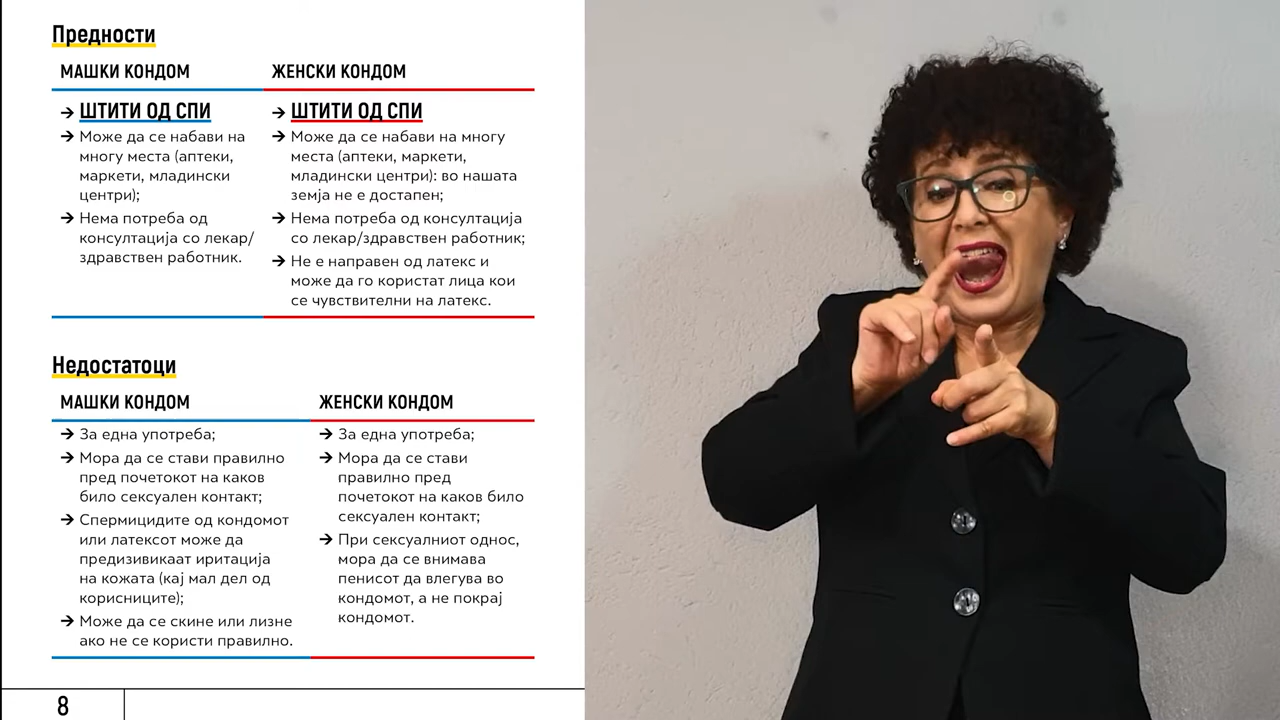 Предности
МАШКИ КОНДОМ
→ ШТИТИ ОД СПИ
→ Може да се набави на
многу места (аптеки,
маркети, младински
центри);
→ Нема потреба од
консултација со лекар/
здравствен работник.
ЖЕНСКИ КОНДОМ
→ ШТИТИ ОД СПИ
→ Може да се набави на многу
места (аптеки, маркети,
младински центри): во нашата
земја не е достапен;
→ Нема потреба од консултација
со лекар/здравствен работник;
→ Не е направен од латекс и
може да го користат лица кои
се чувствителни на латекс.
Недостатоци
МАШКИ КОНДОМ
→ За една употреба;
→ Мора да се стави правилно
пред почетокот на каков
било сексуален контакт;
→ Спермицидите од кондомот
или латексот може да
предизивикаат иритација
на кожата (кај мал дел од
корисниците);
→ Може да се скине или лизне
ако не се користи правилно.
ЖЕНСКИ КОНДОМ
→ За една употреба;
→ Мора да се стави
правилно пред
почетокот на каков било
сексуален контакт;
→ При сексуалниот однос,
мора да се внимава
пенисот да влегува во
кондомот, а не покрај
кондомот.
8